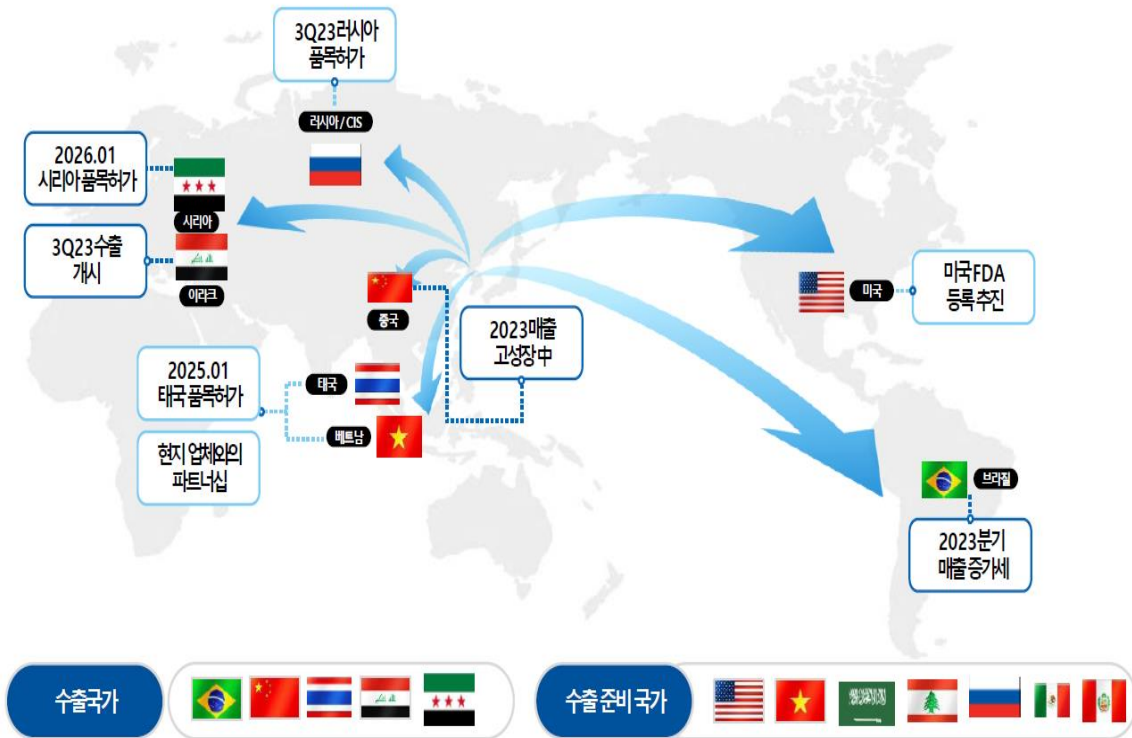 3Q23러시아
품목허가
러시아/CIS
2026.01
시리아 품목허가
시리아
3Q23수출
개시
이라크
중국
2023매출
고성장 中
미국
미국FDA
등록 추진
2025.01
태국 품목허가
태국
베트남
현지 업체와의
파트너십
브라질
2023분기
매출 증가세
수출국가
수출 준비 국가